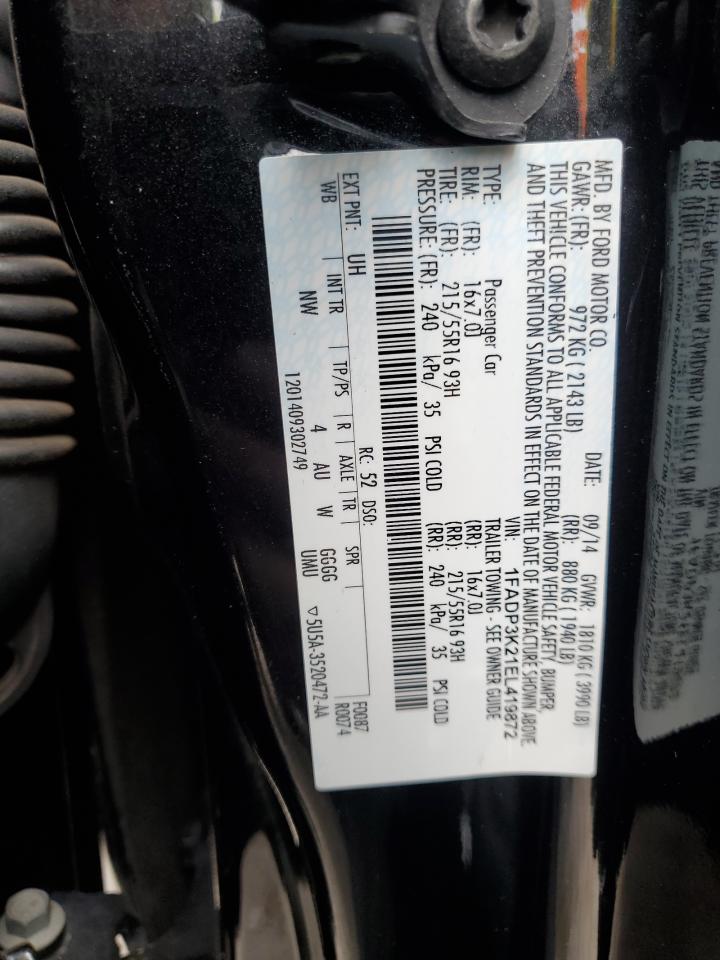 MFD. BY FORD MOTOR CO.
DATE: 09/14 GVWR: 1810 KG ( 3990 LB)
GAWR: (FR): 972 KG ( 2143 LB) (RR): 880 KG ( 1940 LB)
THIS VEHICLE CONFORMS TO ALL APPLICABLE FEDERAL MOTOR VEHICLE SAFETY, BUMPER,
AND THEFT PREVENTION STANDARDS IN EFFECT ON THE DATE OF MANUFACTURE SHOWN ABOVE.
VIN: 1FADP3K21EL419872
TYPE: Passenger Car TRAILER TOWING - SEE OWNER GUIDE
RIM: (FR): 16x7.0J (RR): 16x7.0J
TIRE: (FR): 215/55R16 93H (RR): 215/55R16 93H
PRESSURE: (FR): 240 kPa/ 35 PSI COLD (RR): 240 kPa/ 35 PSI COLD
EXT PNT: UH RC: 52 DSO: F0087
WB INT TR TP/PS R AXLE TR SPR R0074
NW 4 AU W GGGG
UMU
1201409302749 ▽ 5U5A-3520472-AA